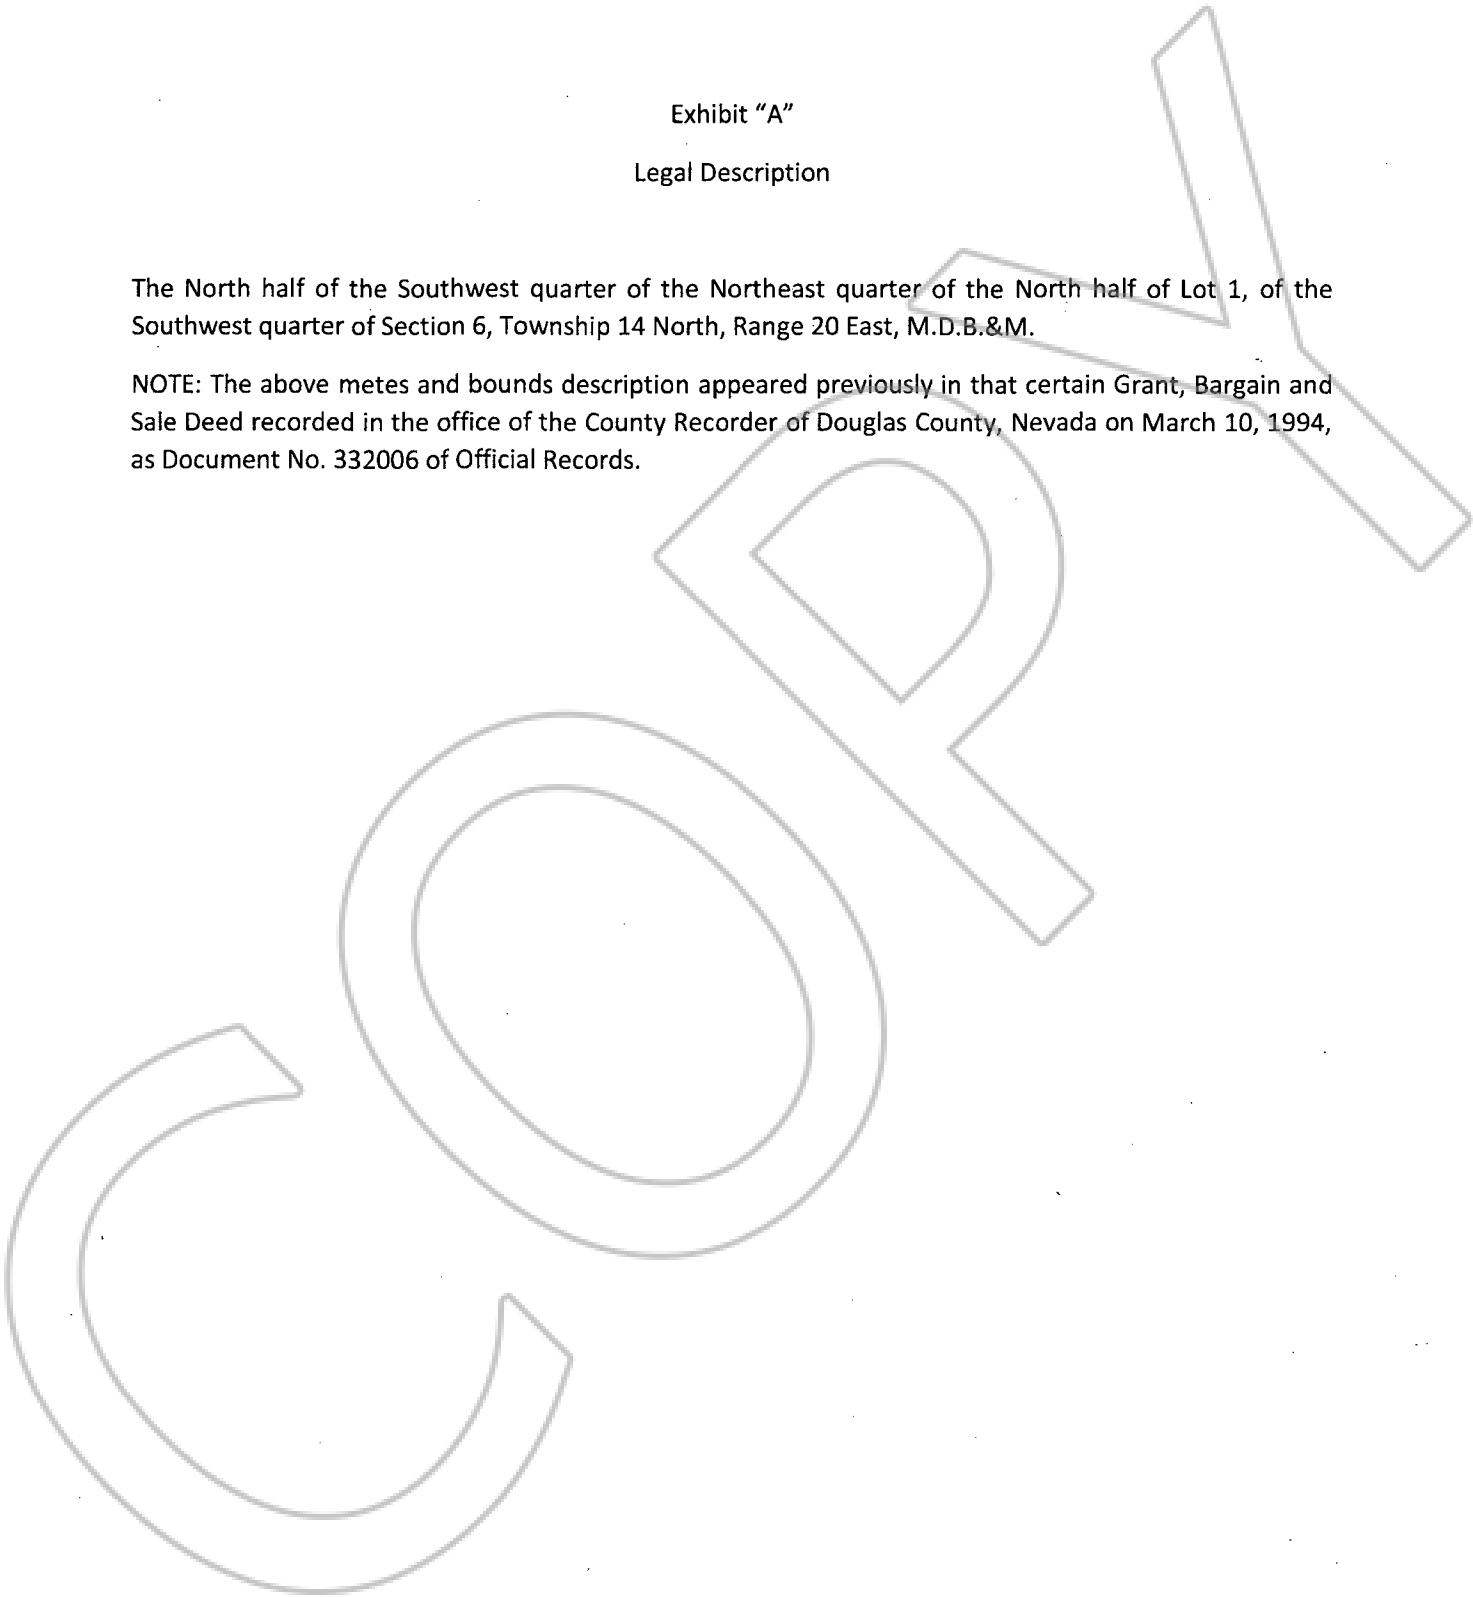 Exhibit “A”
Legal Description
The North half of the Southwest quarter of the Northeast quarter of the North half of Lot 1, of the
Southwest quarter of Section 6, Township 14 North, Range 20 East, M.D.B.&M.
NOTE: The above metes and bounds description appeared previously in that certain Grant, Bargain and
Sale Deed recorded in the office of the County Recorder of Douglas County, Nevada on March 10, 1994,
as Document No. 332006 of Official Records.
COPY